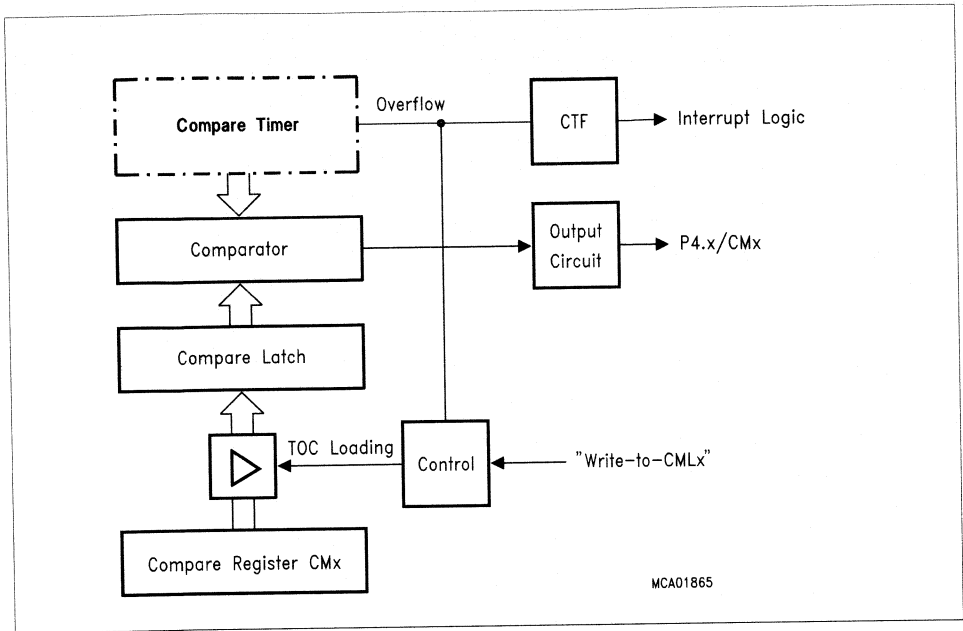 Compare Timer
Overflow
CTF
Interrupt Logic
Comparator
Output
Circuit
P4.x/CMx
Compare Latch
TOC Loading
Control
"Write-to-CMLx"
Compare Register CMx
MCA01865